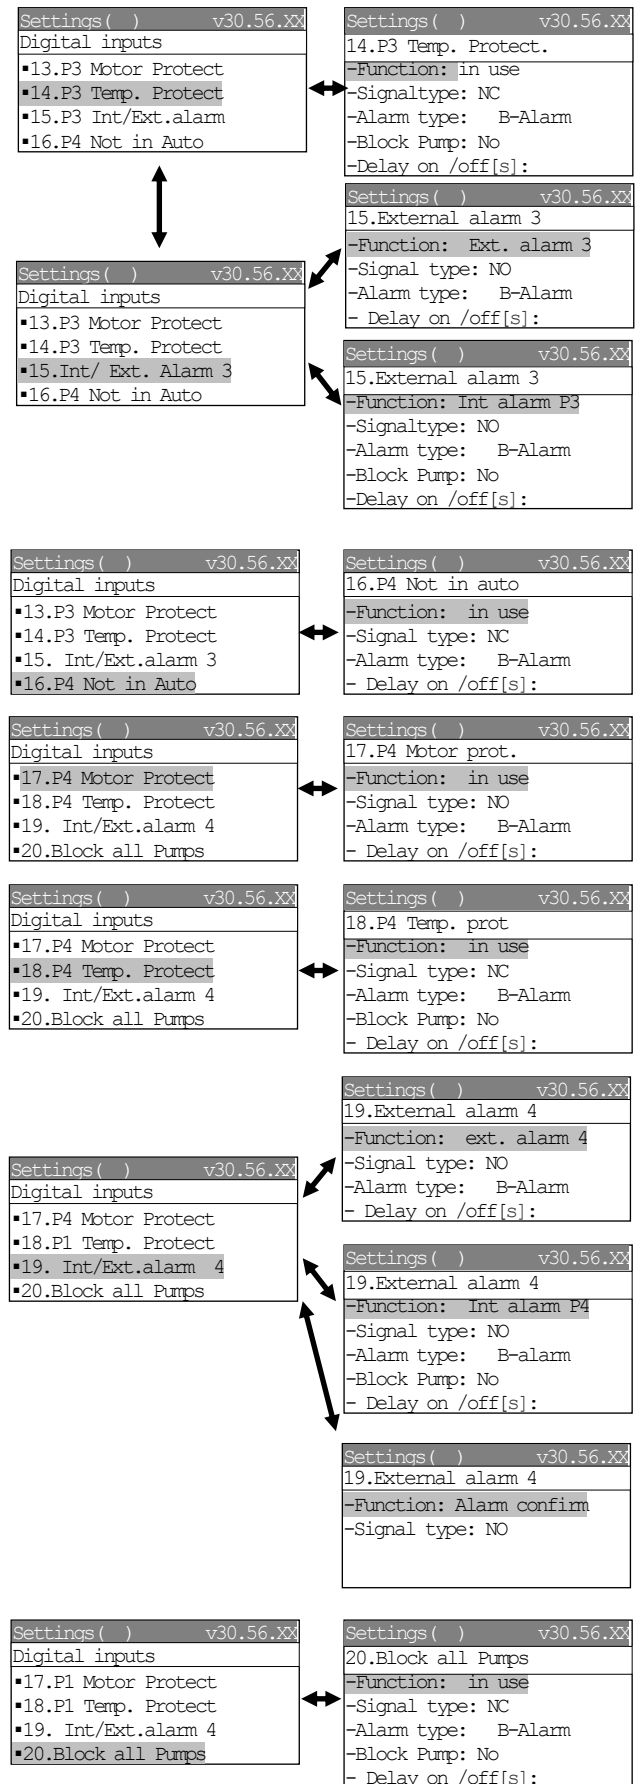 Settings( ) v30.56.XX
Digital inputs
▪13.P3 Motor Protect
▪14.P3 Temp. Protect
▪15.P3 Int/Ext.alarm
▪16.P4 Not in Auto
Settings( ) v30.56.XX
14.P3 Temp. Protect.
-Function: in use
-Signaltype: NC
-Alarm type: B-Alarm
-Block Pump: No
-Delay on /off[s]:
Settings( ) v30.56.XX
Digital inputs
▪13.P3 Motor Protect
▪14.P3 Temp. Protect
▪15.Int/ Ext. Alarm 3
▪16.P4 Not in Auto
Settings( ) v30.56.XX
15.External alarm 3
-Function: Ext. alarm 3
-Signal type: NO
-Alarm type: B-Alarm
- Delay on /off[s]:
Settings( ) v30.56.XX
15.External alarm 3
-Function: Int alarm P3
-Signaltype: NO
-Alarm type: B-Alarm
-Block Pump: No
-Delay on /off[s]:
Settings( ) v30.56.XX
Digital inputs
▪13.P3 Motor Protect
▪14.P3 Temp. Protect
▪15. Int/Ext.alarm 3
▪16.P4 Not in Auto
Settings( ) v30.56.XX
16.P4 Not in auto
-Function: in use
-Signal type: NC
-Alarm type: B-Alarm
- Delay on /off[s]:
Settings( ) v30.56.XX
Digital inputs
▪17.P4 Motor Protect
▪18.P4 Temp. Protect
▪19. Int/Ext.alarm 4
▪20.Block all Pumps
Settings( ) v30.56.XX
17.P4 Motor prot.
-Function: in use
-Signal type: NO
-Alarm type: B-Alarm
- Delay on /off[s]:
Settings( ) v30.56.XX
Digital inputs
▪17.P4 Motor Protect
▪18.P4 Temp. Protect
▪19. Int/Ext.alarm 4
▪20.Block all Pumps
Settings( ) v30.56.XX
18.P4 Temp. prot
-Function: in use
-Signal type: NC
-Alarm type: B-Alarm
-Block Pump: No
- Delay on /off[s]:
Settings( ) v30.56.XX
Digital inputs
▪17.P4 Motor Protect
▪18.P1 Temp. Protect
▪19. Int/Ext.alarm 4
▪20.Block all Pumps
Settings( ) v30.56.XX
19.External alarm 4
-Function: ext. alarm 4
-Signal type: NO
-Alarm type: B-Alarm
- Delay on /off[s]:
Settings( ) v30.56.XX
19.External alarm 4
-Function: Int alarm P4
-Signal type: NO
-Alarm type: B-alarm
-Block Pump: No
- Delay on /off[s]:
Settings( ) v30.56.XX
19.External alarm 4
-Function: Alarm confirm
-Signal type: NO
Settings( ) v30.56.XX
Digital inputs
▪17.P1 Motor Protect
▪18.P1 Temp. Protect
▪19. Int/Ext.alarm 4
▪20.Block all Pumps
Settings( ) v30.56.XX
20.Block all Pumps
-Function: in use
-Signal type: NC
-Alarm type: B-Alarm
-Block Pump: No
- Delay on /off[s]: